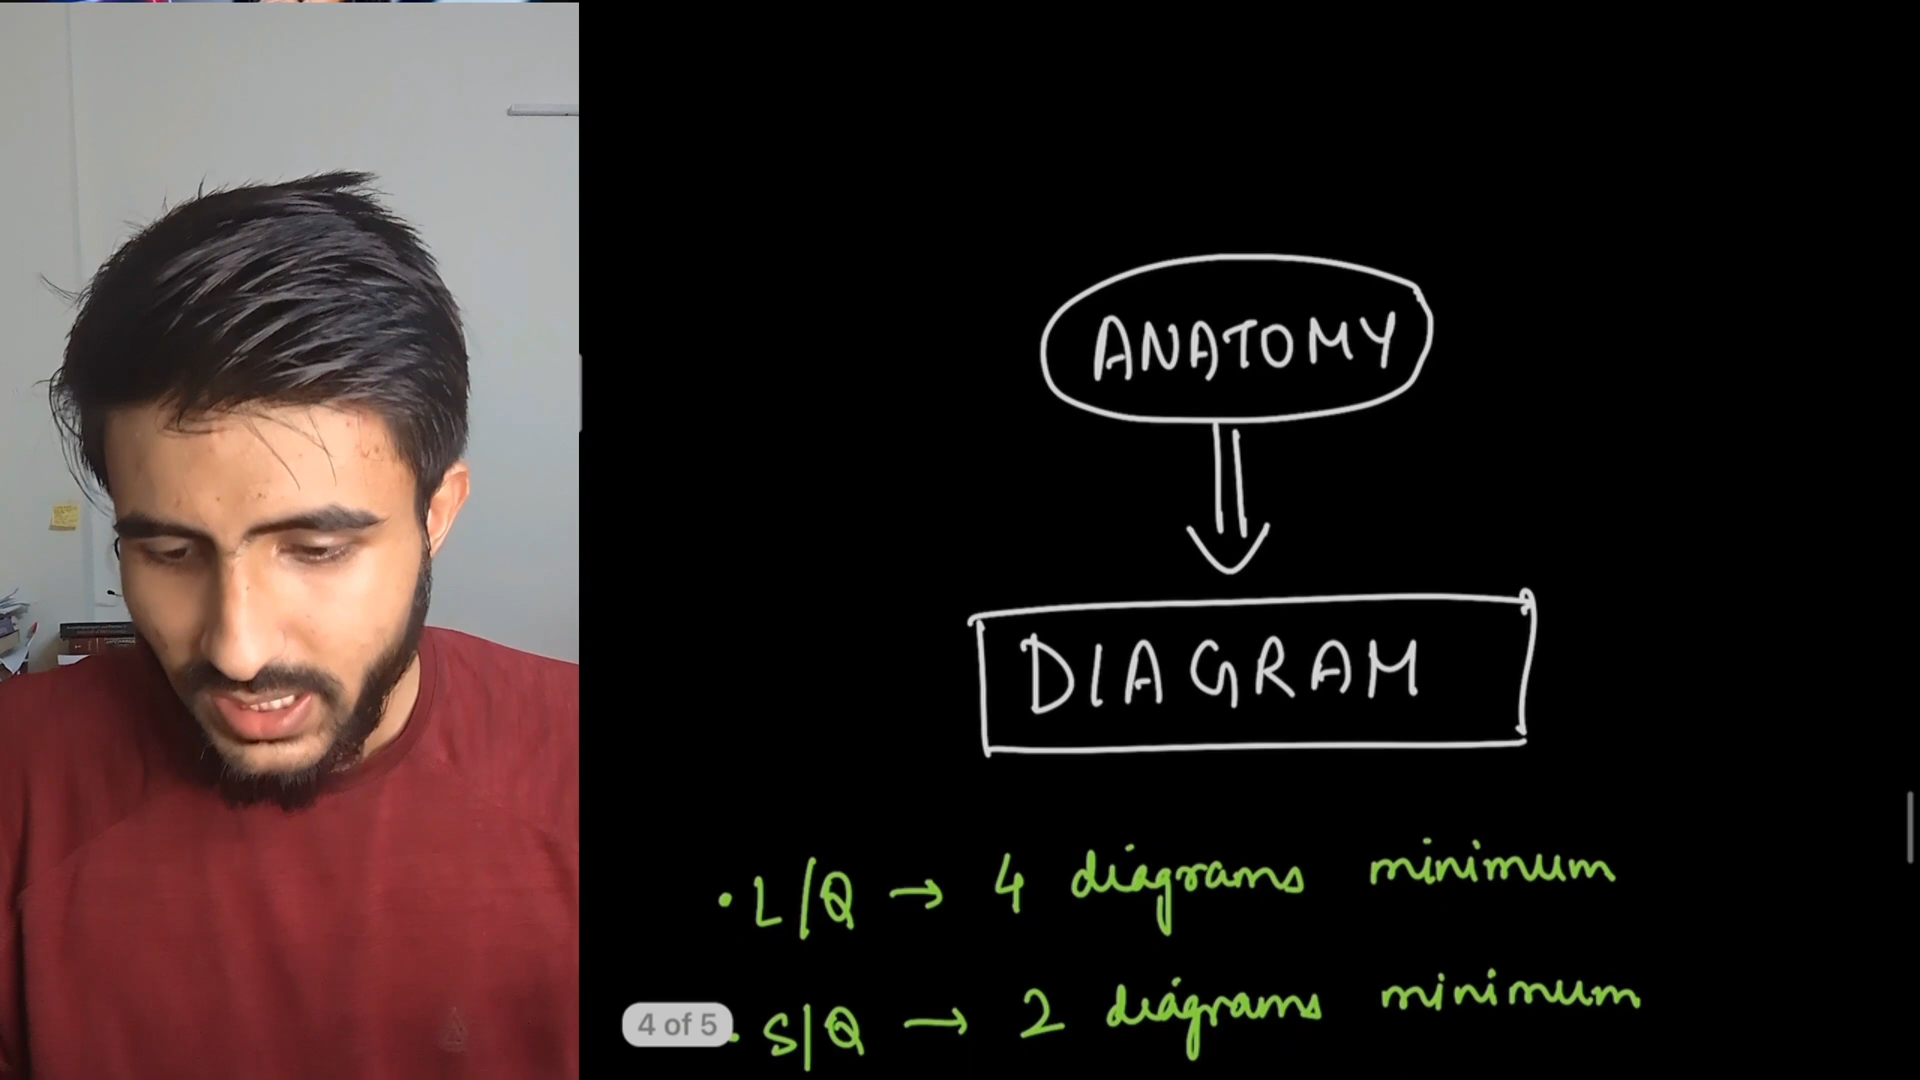 ANATOMY
DIAGRAM
• L/Q → 4 diagrams minimum
• S/Q → 2 diagrams minimum
4 of 5